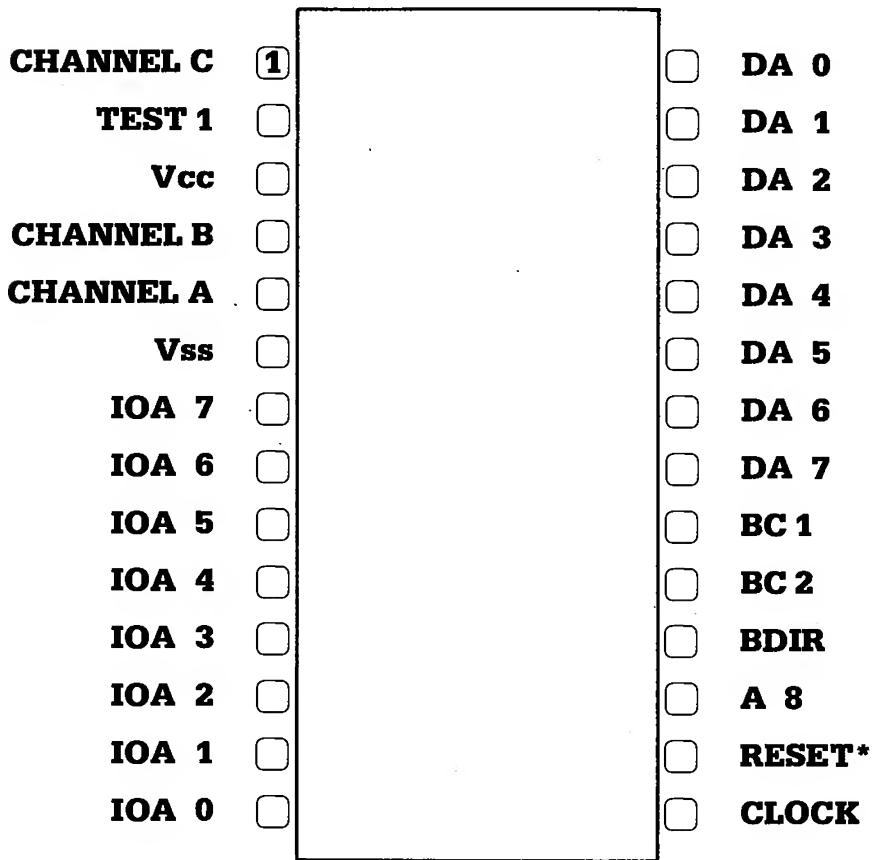 CHANNEL C 1 DA 0
TEST 1 DA 1
Vcc DA 2
CHANNEL B DA 3
CHANNEL A DA 4
Vss DA 5
IOA 7 DA 6
IOA 6 DA 7
IOA 5 BC 1
IOA 4 BC 2
IOA 3 BDIR
IOA 2 A 8
IOA 1 RESET*
IOA 0 CLOCK